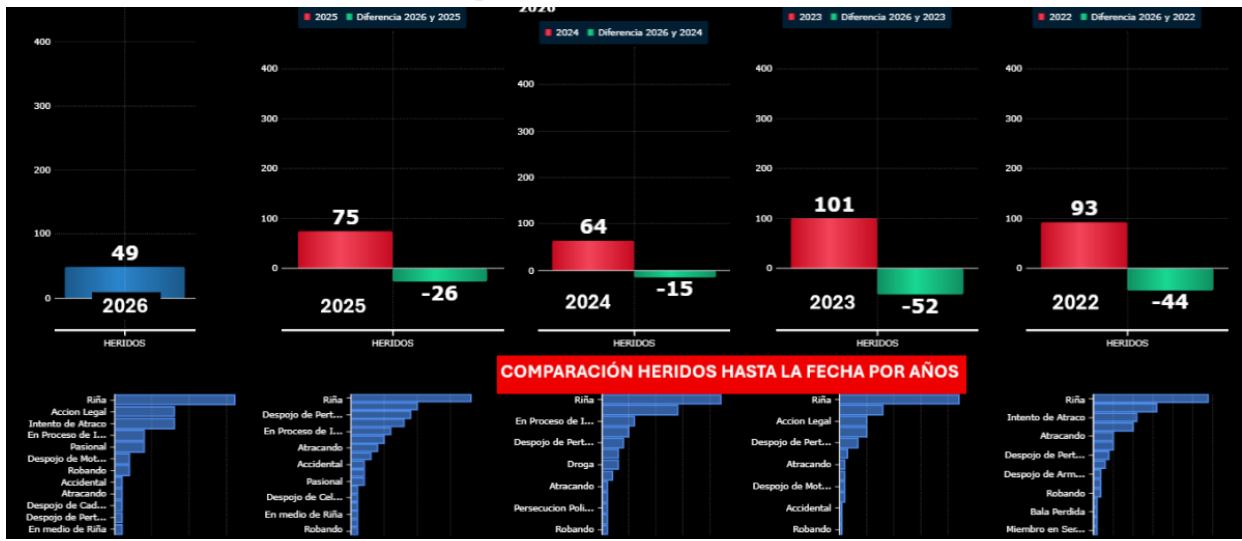 2026
2025 Diferencia 2026 y 2025
2024 Diferencia 2026 y 2024
2023 Diferencia 2026 y 2023
2022 Diferencia 2026 y 2022
400
300
200
100
0
49
2026
HERIDOS
400
300
200
100
0
75
-26
2025
HERIDOS
400
300
200
100
0
64
-15
2024
HERIDOS
400
300
200
100
0
101
-52
2023
HERIDOS
400
300
200
100
0
93
-44
2022
HERIDOS
COMPARACIÓN HERIDOS HASTA LA FECHA POR AÑOS
Riña
Accion Legal
Intento de Atraco
En Proceso de I...
Pasional
Despojo de Mot...
Robando
Accidental
Atracando
Despojo de Cad...
Despojo de Pert...
En medio de Riña
Riña
Despojo de Pert...
En Proceso de I...
Atracando
Accidental
Pasional
Despojo de Cel...
En medio de Riña
Robando
Riña
En Proceso de I...
Despojo de Pert...
Droga
Atracando
Persecucion Poli...
Robando
Riña
Accion Legal
Despojo de Pert...
Atracando
Despojo de Mot...
Accidental
Robando
Riña
Intento de Atraco
Atracando
Despojo de Pert...
Despojo de Arm...
Robando
Bala Perdida
Miembro en Ser...